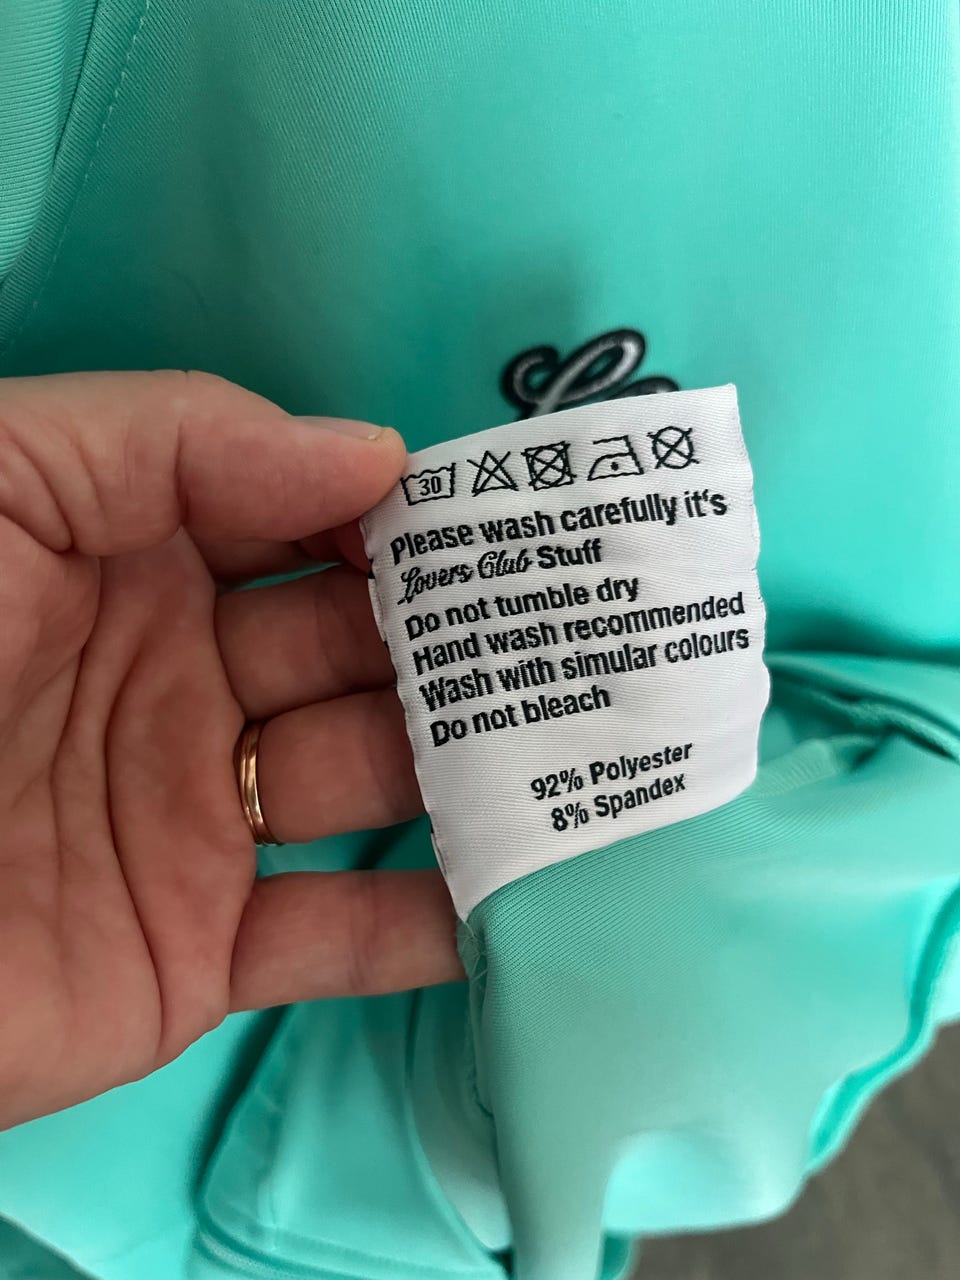 30
Please wash carefully it's
Lovers Club Stuff
Do not tumble dry
Hand wash recommended
Wash with simular colours
Do not bleach
92% Polyester
8% Spandex